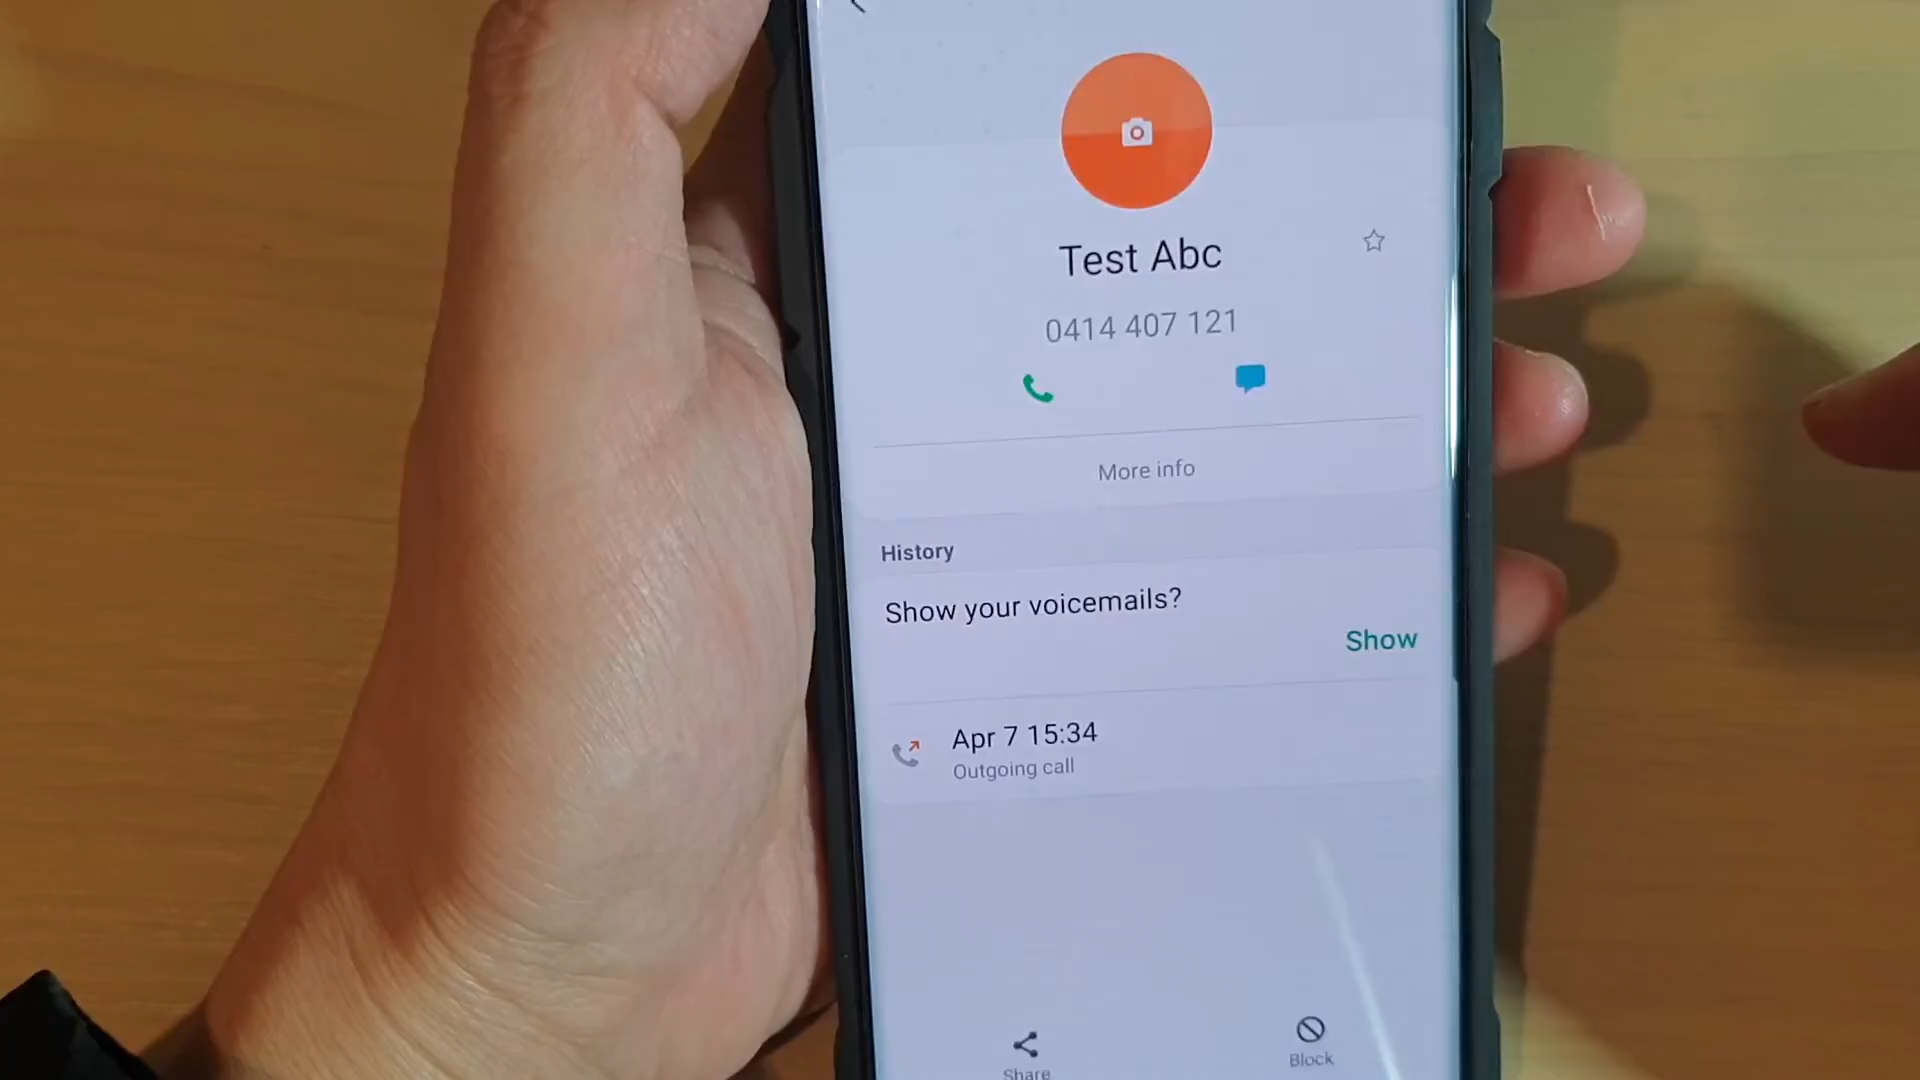 Test Abc
0414 407 121
More info
History
Show your voicemails?
Show
Apr 7 15:34
Outgoing call
Share
Block